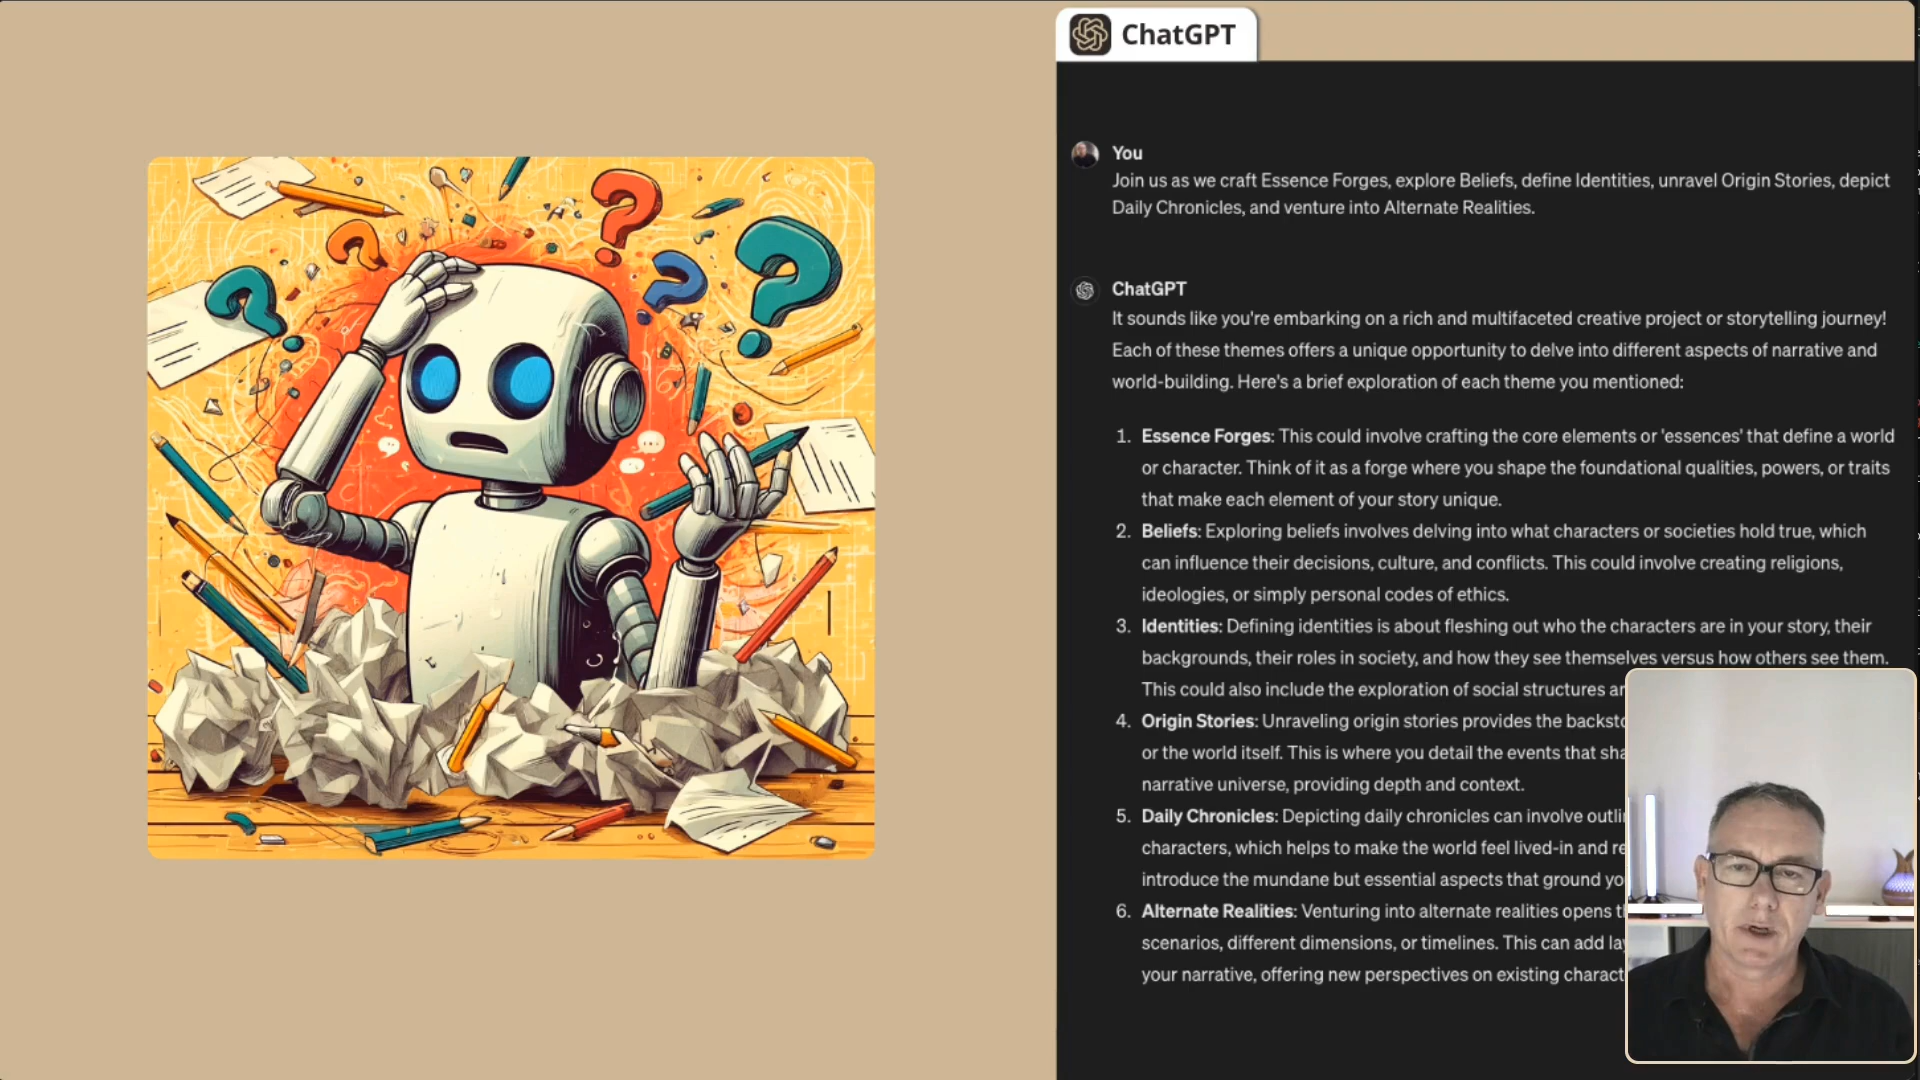 ChatGPT
You
Join us as we craft Essence Forges, explore Beliefs, define Identities, unravel Origin Stories, depict
Daily Chronicles, and venture into Alternate Realities.
ChatGPT
It sounds like you're embarking on a rich and multifaceted creative project or storytelling journey!
Each of these themes offers a unique opportunity to delve into different aspects of narrative and
world-building. Here's a brief exploration of each theme you mentioned:
1. Essence Forges: This could involve crafting the core elements or 'essences' that define a world
or character. Think of it as a forge where you shape the foundational qualities, powers, or traits
that make each element of your story unique.
2. Beliefs: Exploring beliefs involves delving into what characters or societies hold true, which
can influence their decisions, culture, and conflicts. This could involve creating religions,
ideologies, or simply personal codes of ethics.
3. Identities: Defining identities is about fleshing out who the characters are in your story, their
backgrounds, their roles in society, and how they see themselves versus how others see them.
This could also include the exploration of social structures
4. Origin Stories: Unraveling origin stories provides the
or the world itself. This is where you detail the events that
narrative universe, providing depth and context.
5. Daily Chronicles: Depicting daily chronicles can involve
characters, which helps to make the world feel lived-in and
introduce the mundane but essential aspects that ground
6. Alternate Realities: Venturing into alternate realities opens
scenarios, different dimensions, or timelines. This can add
your narrative, offering new perspectives on existing